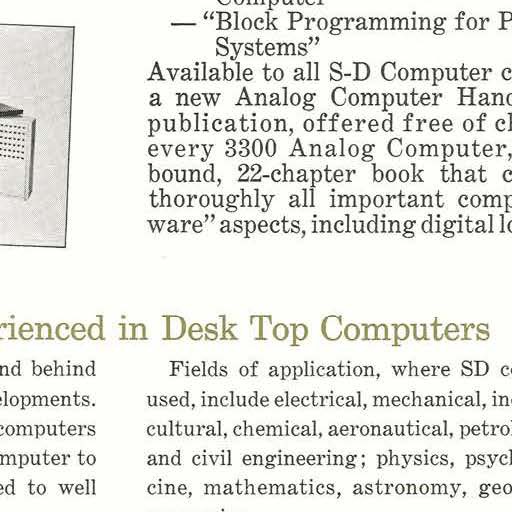 Computer
— “Block Programming for P
Systems”
Available to all S-D Computer c
a new Analog Computer Hand
publication, offered free of ch
every 3300 Analog Computer,
bound, 22-chapter book that c
thoroughly all important comp
ware” aspects, including digital lo
rienced in Desk Top Computers
nd behind
elopments.
computers
mputer to
ed to well
Fields of application, where SD co
used, include electrical, mechanical, in
cultural, chemical, aeronautical, petrol
and civil engineering; physics, psych
cine, mathematics, astronomy, geo